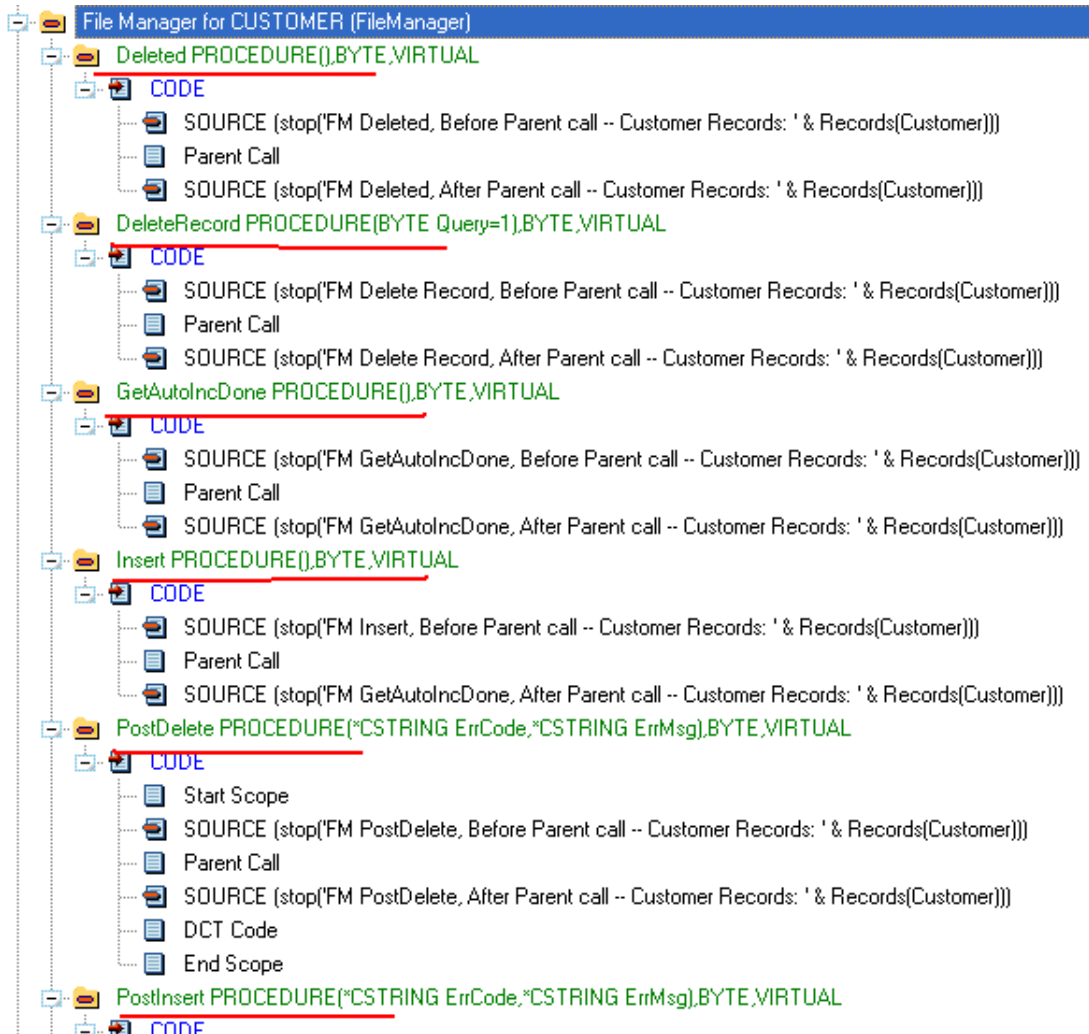 File Manager for CUSTOMER (FileManager)
Deleted PROCEDURE(),BYTE,VIRTUAL
CODE
SOURCE (stop('FM Deleted, Before Parent call -- Customer Records: ' & Records(Customer)))
Parent Call
SOURCE (stop('FM Deleted, After Parent call -- Customer Records: ' & Records(Customer)))
DeleteRecord PROCEDURE(BYTE Query=1),BYTE,VIRTUAL
CODE
SOURCE (stop('FM Delete Record, Before Parent call -- Customer Records: ' & Records(Customer)))
Parent Call
SOURCE (stop('FM Delete Record, After Parent call -- Customer Records: ' & Records(Customer)))
GetAutoIncDone PROCEDURE(),BYTE,VIRTUAL
CODE
SOURCE (stop('FM GetAutoIncDone, Before Parent call -- Customer Records: ' & Records(Customer)))
Parent Call
SOURCE (stop('FM GetAutoIncDone, After Parent call -- Customer Records: ' & Records(Customer)))
Insert PROCEDURE(),BYTE,VIRTUAL
CODE
SOURCE (stop('FM Insert, Before Parent call -- Customer Records: ' & Records(Customer)))
Parent Call
SOURCE (stop('FM GetAutoIncDone, After Parent call -- Customer Records: ' & Records(Customer)))
PostDelete PROCEDURE(*CSTRING ErrCode,*CSTRING ErrMsg),BYTE,VIRTUAL
CODE
Start Scope
SOURCE (stop('FM PostDelete, Before Parent call -- Customer Records: ' & Records(Customer)))
Parent Call
SOURCE (stop('FM PostDelete, After Parent call -- Customer Records: ' & Records(Customer)))
DCT Code
End Scope
PostInsert PROCEDURE(*CSTRING ErrCode,*CSTRING ErrMsg),BYTE,VIRTUAL
CODE